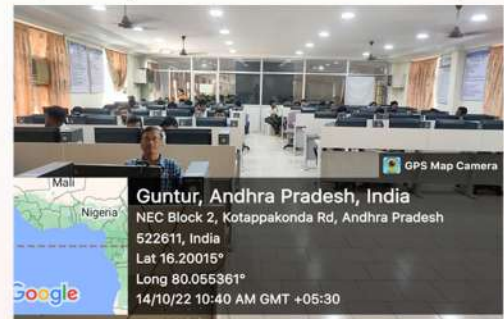 GPS Map Camera
Mali
Nigeria
Google
Guntur, Andhra Pradesh, India
NEC Block 2, Kotappakonda Rd, Andhra Pradesh
522611, India
Lat 16.20015°
Long 80.055361°
14/10/22 10:40 AM GMT +05:30